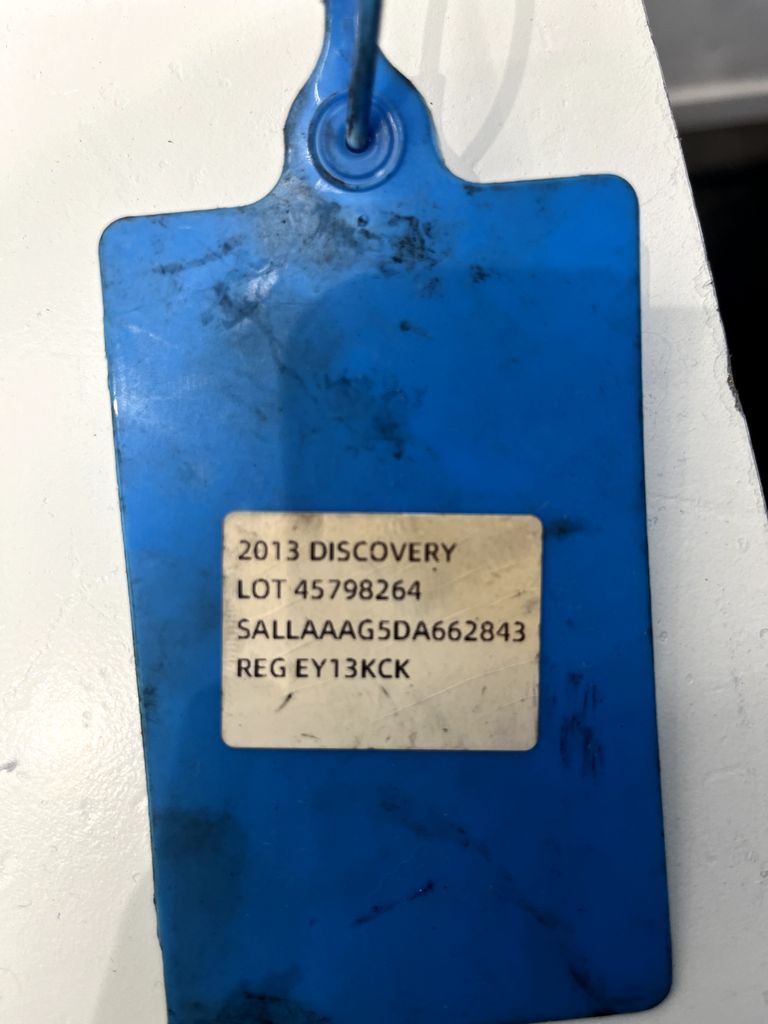 2013 DISCOVERY
LOT 45798264
SALLAAAG5DA662843
REG EY13KCK